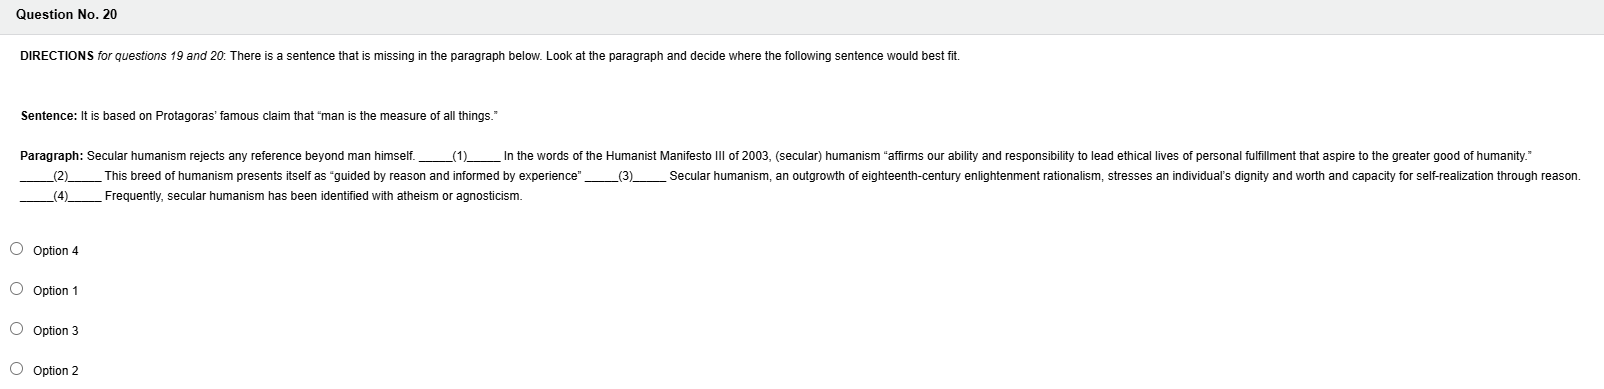 Question No. 20
DIRECTIONS for questions 19 and 20: There is a sentence that is missing in the paragraph below. Look at the paragraph and decide where the following sentence would best fit.
Sentence: It is based on Protagoras' famous claim that “man is the measure of all things.”
Paragraph: Secular humanism rejects any reference beyond man himself. _____(1)_____ In the words of the Humanist Manifesto III of 2003, (secular) humanism “affirms our ability and responsibility to lead ethical lives of personal fulfillment that aspire to the greater good of humanity.”
_____(2)_____ This breed of humanism presents itself as “guided by reason and informed by experience” _____(3)_____ Secular humanism, an outgrowth of eighteenth-century enlightenment rationalism, stresses an individual's dignity and worth and capacity for self-realization through reason.
_____(4)_____ Frequently, secular humanism has been identified with atheism or agnosticism.
Option 4
Option 1
Option 3
Option 2